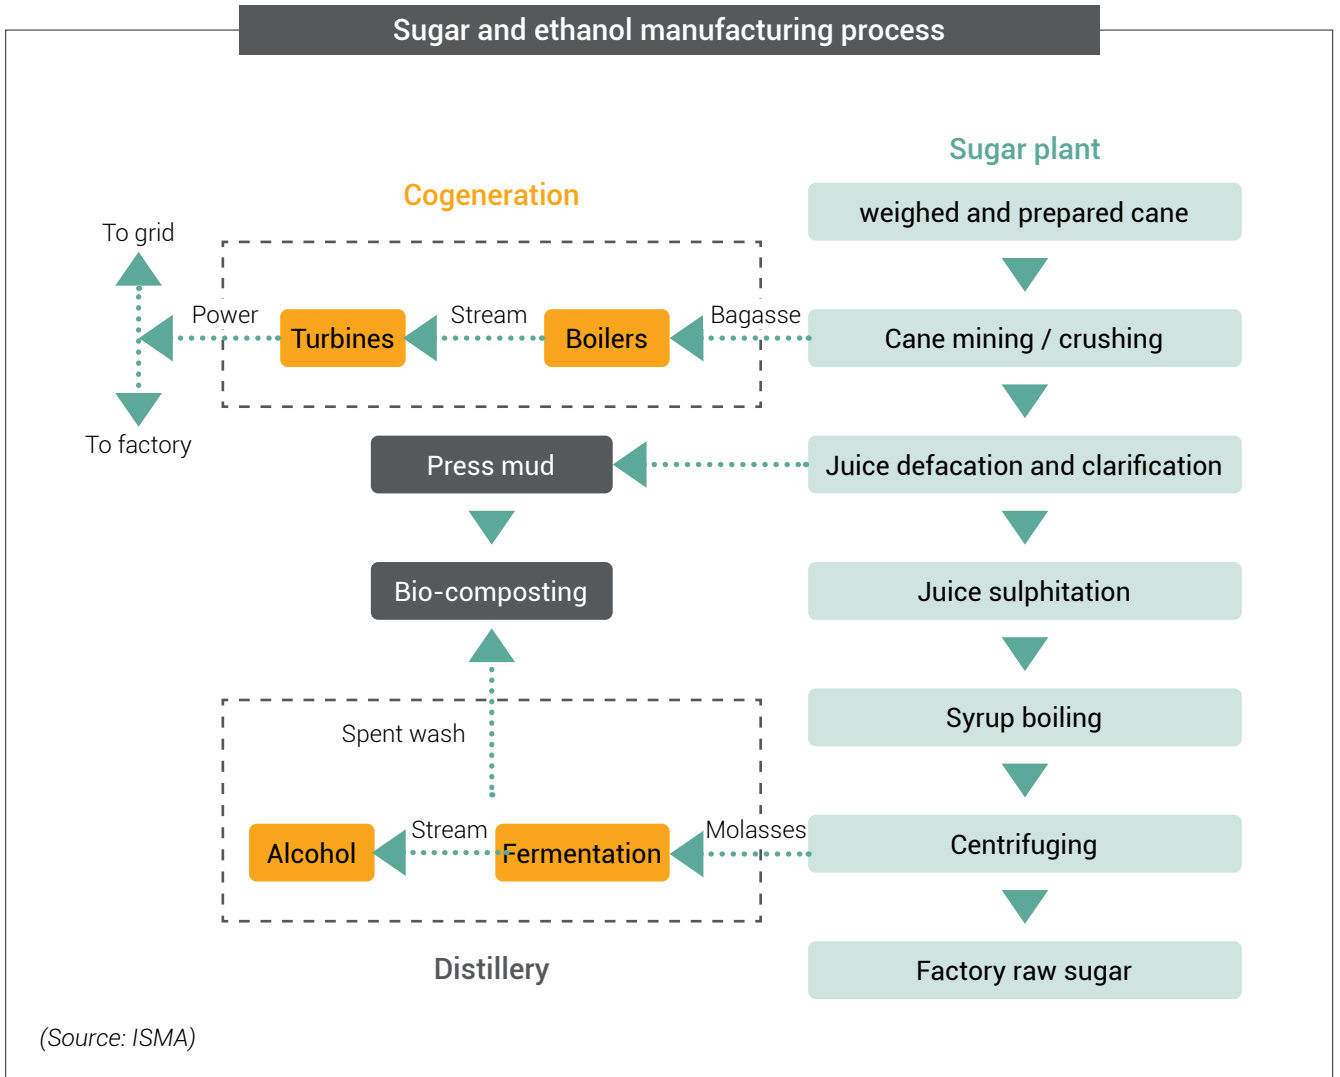 Sugar and ethanol manufacturing process
Sugar plant
Cogeneration
weighed and prepared cane
To grid
Power
Turbines
Stream
Boilers
Bagasse
Cane mining / crushing
To factory
Press mud
Juice defacation and clarification
Bio-composting
Juice sulphitation
Syrup boiling
Spent wash
Alcohol
Stream
Fermentation
Molasses
Centrifuging
Distillery
Factory raw sugar
(Source: ISMA)